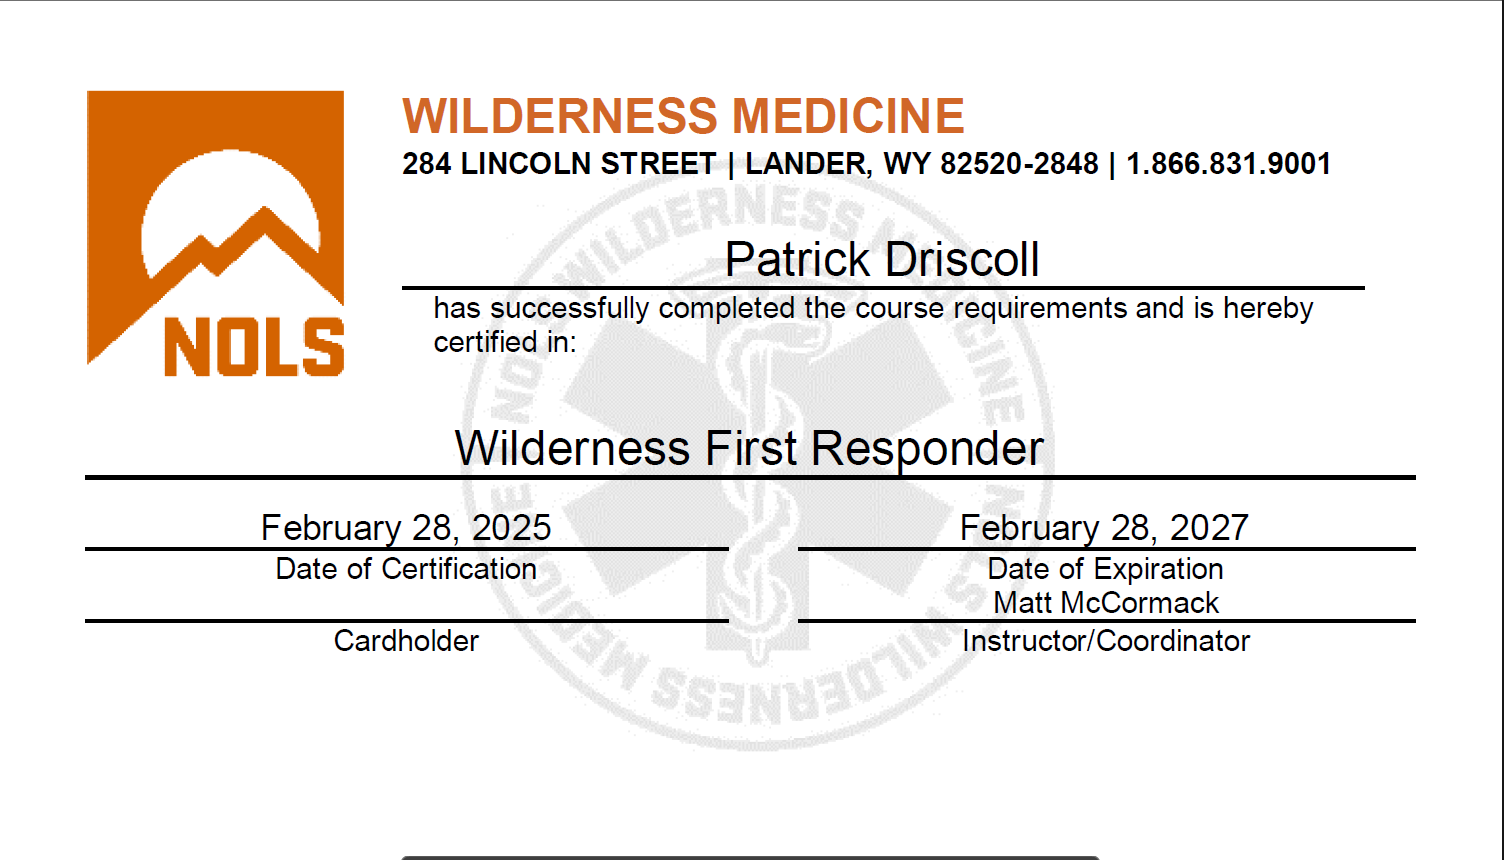 WILDERNESS MEDICINE
284 LINCOLN STREET | LANDER, WY 82520-2848 | 1.866.831.9001
NOLS
Patrick Driscoll
has successfully completed the course requirements and is hereby
certified in:
Wilderness First Responder
February 28, 2025
February 28, 2027
Date of Certification
Date of Expiration
Matt McCormack
Cardholder
Instructor/Coordinator
NOLS WILDERNESS MEDICINE NOLS WILDERNESS MEDICINE